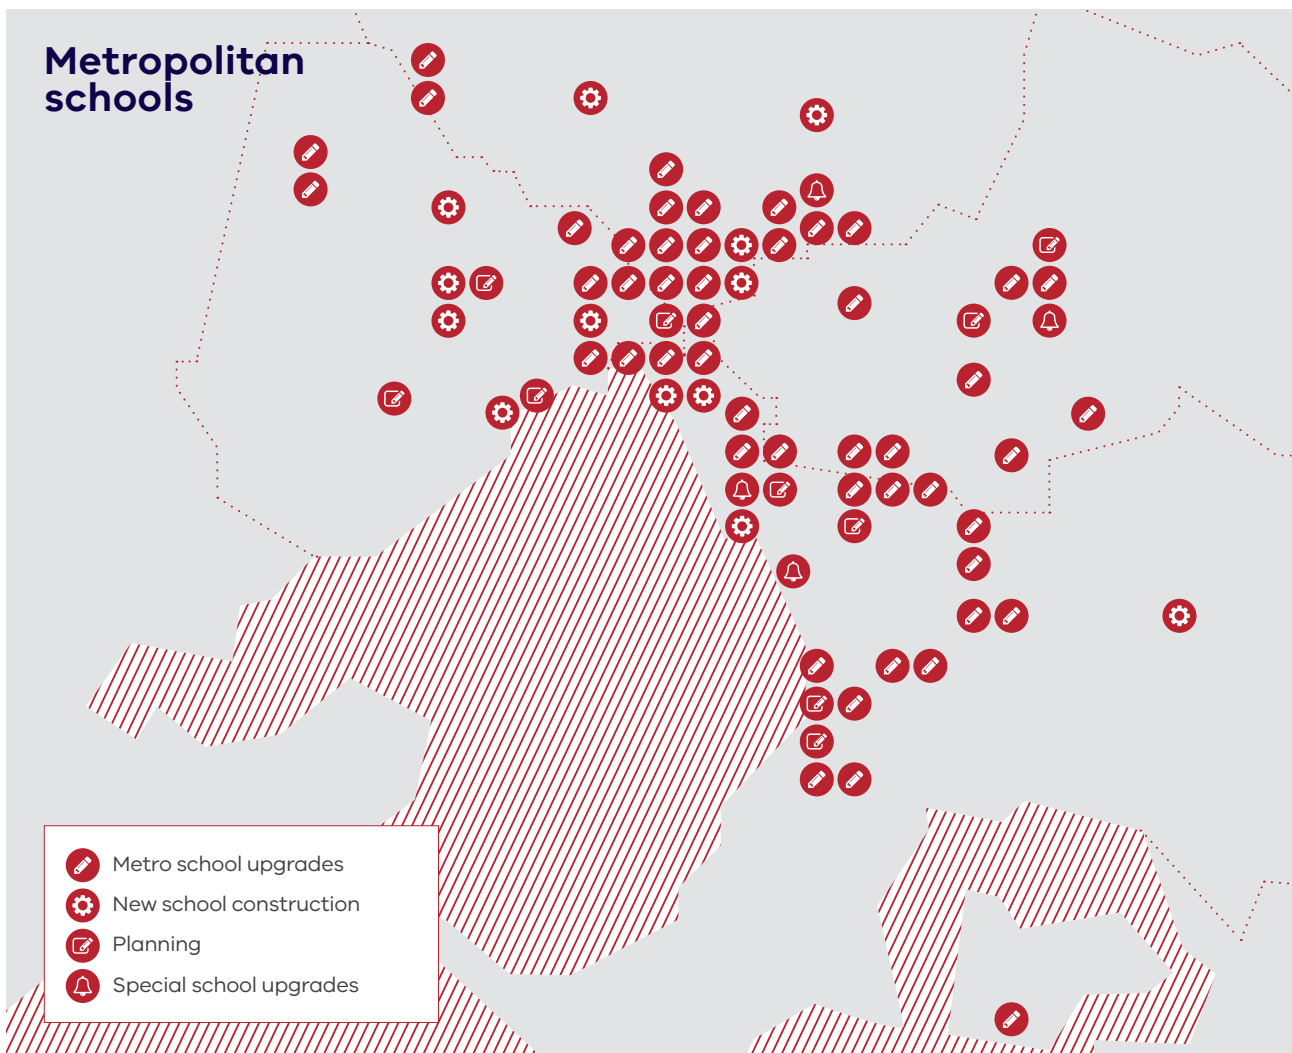 Metropolitan
schools
Metro school upgrades
New school construction
Planning
Special school upgrades